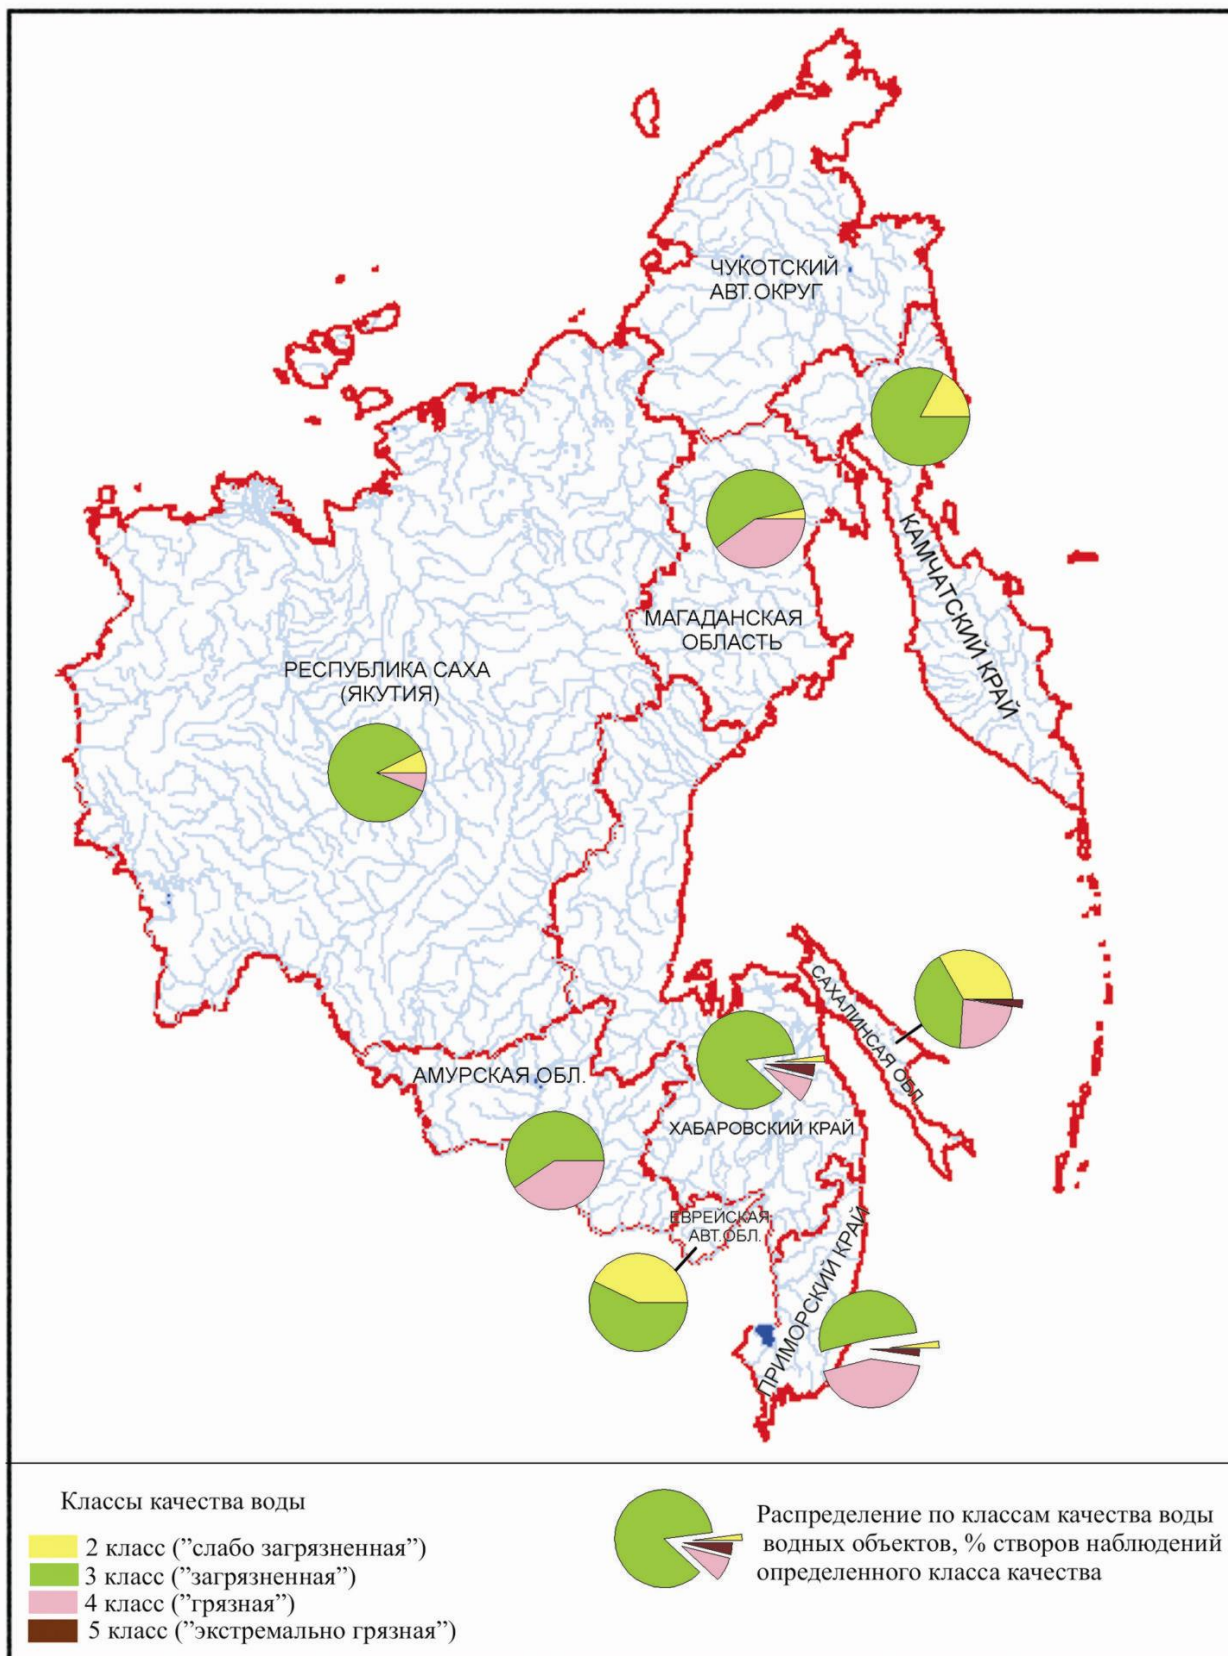 ЧУКОТСКИЙ
АВТ.ОКРУГ
КАМЧАТСКИЙ КРАЙ
МАГАДАНСКАЯ
ОБЛАСТЬ
РЕСПУБЛИКА САХА
(ЯКУТИЯ)
САХАЛИНСАЯ ОБЛ
АМУРСКАЯ ОБЛ.
ХАБАРОВСКИЙ КРАЙ
ЕВРЕЙСКАЯ
АВТ.ОБЛ.
ПРИМОРСКИЙ КРАЙ
Классы качества воды
2 класс ("слабо загрязненная”)
3 класс ("загрязненная”)
4 класс ("грязная”)
5 класс ("экстремально грязная”)
Распределение по классам качества воды
водных объектов, % створов наблюдений
определенного класса качества